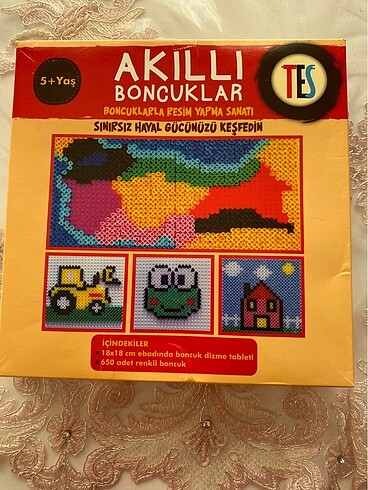 5+Yaş
AKILLI
BONCUKLAR
TES
BONCUKLARLA RESİM YAPMA SANATI
SINIRSIZ HAYAL GÜCÜNÜZÜ KEŞFEDİN
İÇİNDEKİLER
• 18x18 cm ebadında boncuk dizme tableti
• 650 adet renkli boncuk